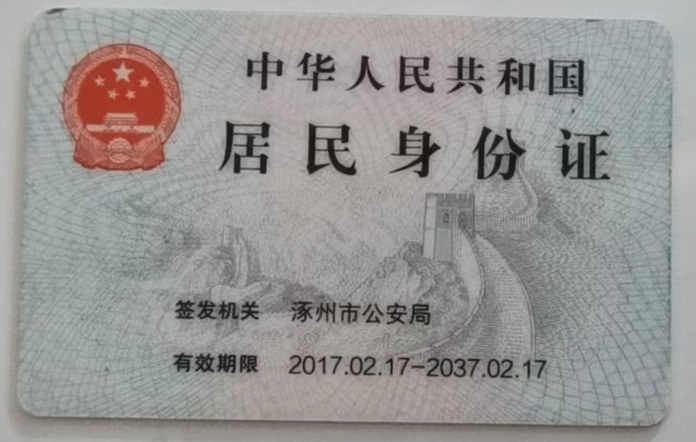 中华人民共和国
居民身份证
签发机关 涿州市公安局
有效期限 2017.02.17-2037.02.17